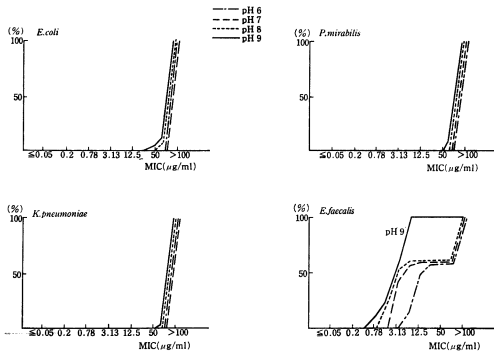 pH 6
pH 7
pH 8
pH 9
(%)
E.coli
100
50
≦0.05 0.2 0.78 3.13 12.5 50 >100
MIC(μg/ml)
(%)
P.mirabilis
100
50
≦0.05 0.2 0.78 3.13 12.5 50 >100
MIC(μg/ml)
(%)
K.pneumoniae
100
50
≦0.05 0.2 0.78 3.13 12.5 50 >100
MIC(μg/ml)
(%)
E.faecalis
100
pH 9
50
≦0.05 0.2 0.78 3.13 12.5 50 >100
MIC(μg/ml)